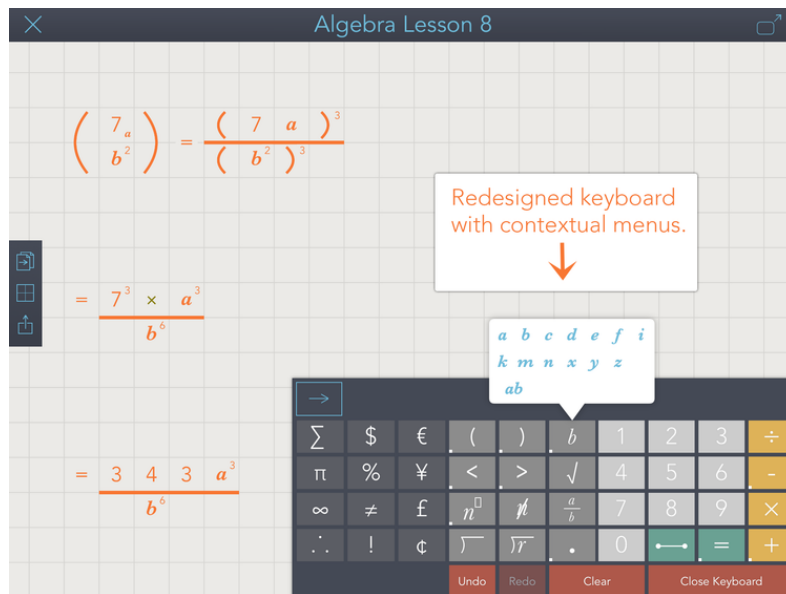 Algebra Lesson 8
( 7 a / b² ) = ( 7 a )³ / ( b² )³
Redesigned keyboard
with contextual menus.
= 7³ × a³ / b⁶
a b c d e f i
k m n x y z
ab
Σ $ € ( ) b 1 2 3 ÷
π % ¥ < > √ 4 5 6 -
= 3 4 3 a³ / b⁶
∞ ≠ £ n n a/b 7 8 9 ×
∴ ! ¢ r . 0 = +
Undo Redo Clear Close Keyboard